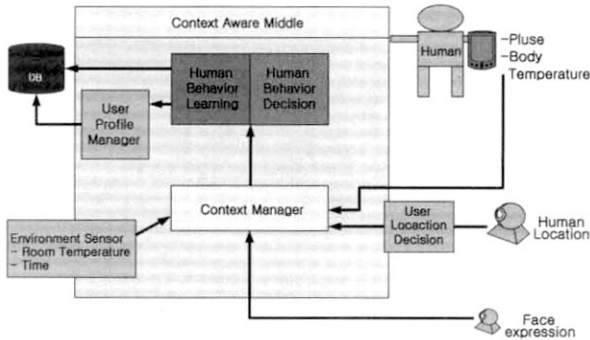 Context Aware Middle
Human
-Pluse
-Body
Temperature
DB
Human
Behavior
Learning
Human
Behavior
Decision
User
Profile
Manager
Context Manager
User
Locaction
Decision
Human
Location
Environment Sensor
- Room Temperature
- Time
Face
expression